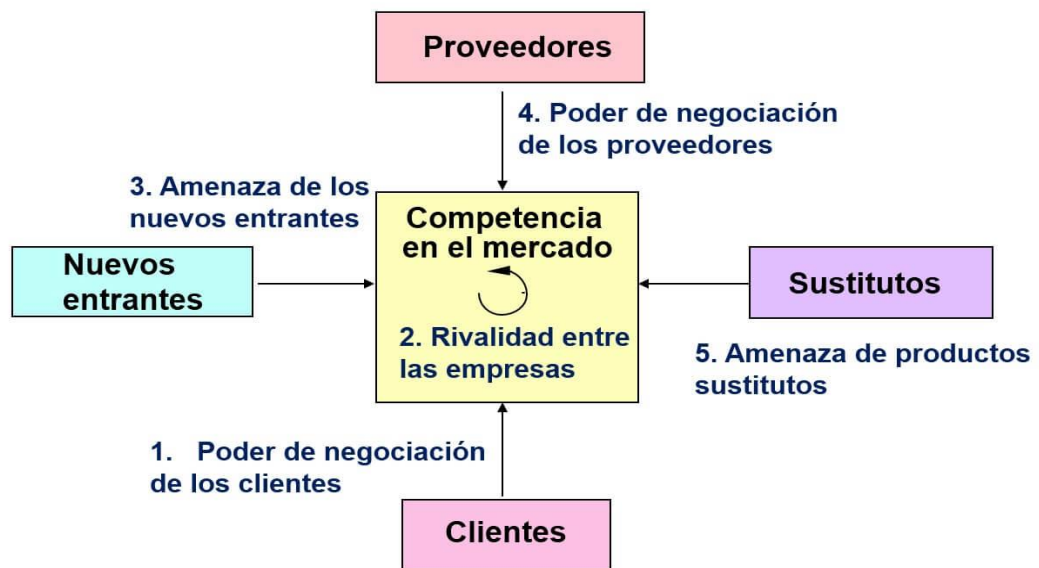 Proveedores
4. Poder de negociación
de los proveedores
3. Amenaza de los
nuevos entrantes
Competencia
en el mercado
Nuevos
entrantes
Sustitutos
2. Rivalidad entre
las empresas
5. Amenaza de productos
sustitutos
1. Poder de negociación
de los clientes
Clientes